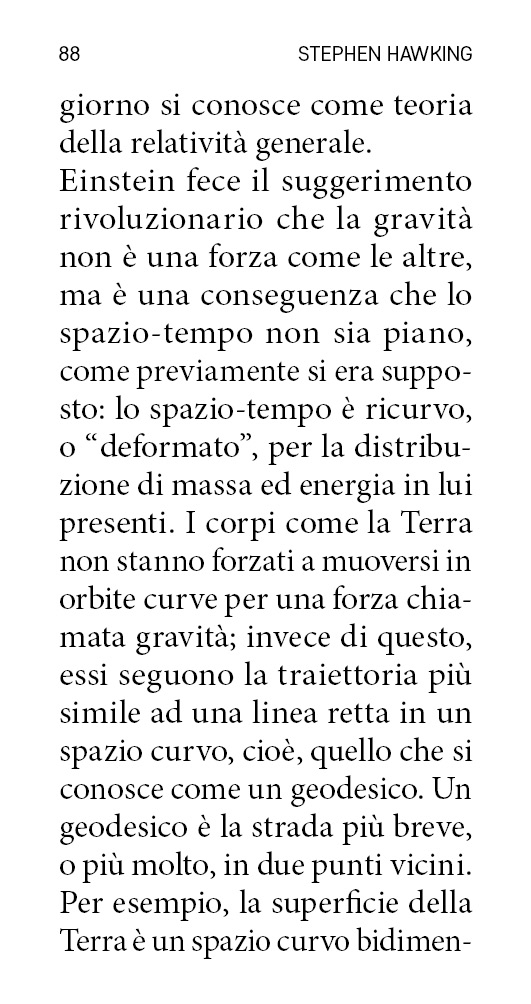 88 STEPHEN HAWKING
giorno si conosce come teoria
della relatività generale.
Einstein fece il suggerimento
rivoluzionario che la gravità
non è una forza come le altre,
ma è una conseguenza che lo
spazio-tempo non sia piano,
come previamente si era suppo-
sto: lo spazio-tempo è ricurvo,
o “deformato”, per la distribu-
zione di massa ed energia in lui
presenti. I corpi come la Terra
non stanno forzati a muoversi in
orbite curve per una forza chia-
mata gravità; invece di questo,
essi seguono la traiettoria più
simile ad una linea retta in un
spazio curvo, cioè, quello che si
conosce come un geodesico. Un
geodesico è la strada più breve,
o più molto, in due punti vicini.
Per esempio, la superficie della
Terra è un spazio curvo bidimen-